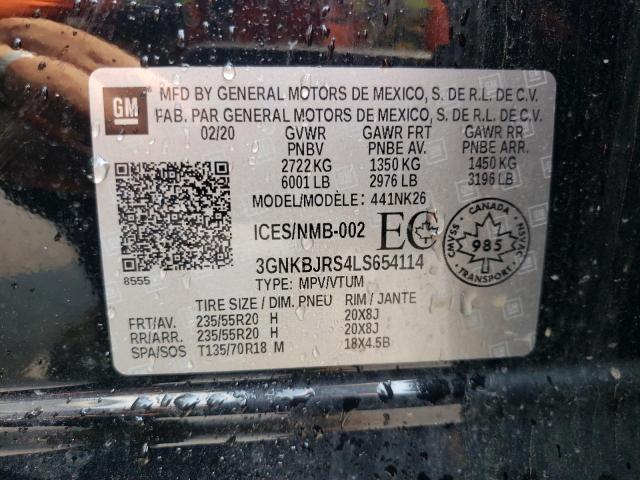 GM
MFD BY GENERAL MOTORS DE MEXICO, S. DE R.L. DE C.V.
FAB. PAR GENERAL MOTORS DE MEXICO, S. DE R.L. DE C.V.
02/20 GVWR GAWR FRT GAWR RR
PNBV PNBE AV. PNBE ARR.
2722 KG 1350 KG 1450 KG
6001 LB 2976 LB 3196 LB
MODEL/MODÈLE: 441NK26
ICES/NMB-002 EC
CANADA
CMVSS 985 NSVAC
3GNKBJRS4LS654114
8555
TYPE: MPV/VTUM
TIRE SIZE / DIM. PNEU RIM / JANTE
FRT/AV. 235/55R20 H 20X8J
RR/ARR. 235/55R20 H 20X8J
SPA/SOS T135/70R18 M 18X4.5B